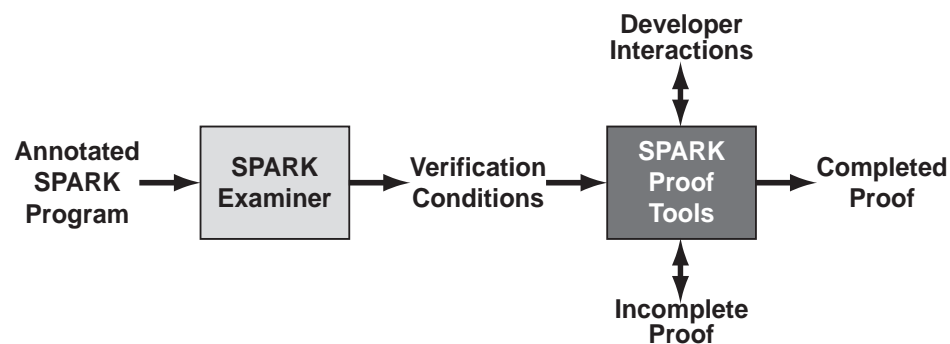 Developer
Interactions
Annotated
SPARK
Program
SPARK
Examiner
Verification
Conditions
SPARK
Proof
Tools
Completed
Proof
Incomplete
Proof